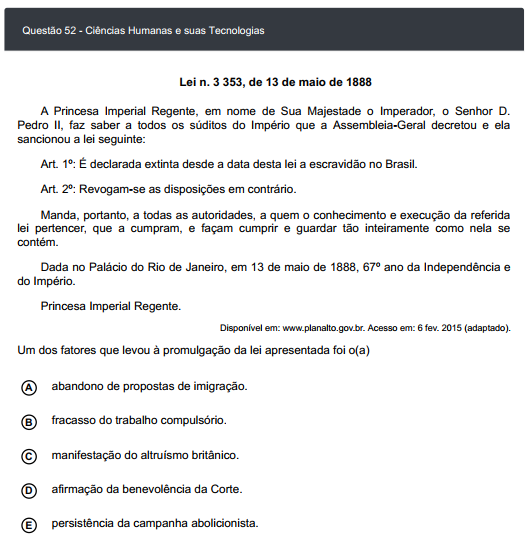 Questão 52 - Ciências Humanas e suas Tecnologias
Lei n. 3 353, de 13 de maio de 1888
A Princesa Imperial Regente, em nome de Sua Majestade o Imperador, o Senhor D.
Pedro II, faz saber a todos os súditos do Império que a Assembleia-Geral decretou e ela
sancionou a lei seguinte:
Art. 1º: É declarada extinta desde a data desta lei a escravidão no Brasil.
Art. 2º: Revogam-se as disposições em contrário.
Manda, portanto, a todas as autoridades, a quem o conhecimento e execução da referida
lei pertencer, que a cumpram, e façam cumprir e guardar tão inteiramente como nela se
contém.
Dada no Palácio do Rio de Janeiro, em 13 de maio de 1888, 67º ano da Independência e
do Império.
Princesa Imperial Regente.
Disponível em: www.planalto.gov.br. Acesso em: 6 fev. 2015 (adaptado).
Um dos fatores que levou à promulgação da lei apresentada foi o(a)
A abandono de propostas de imigração.
B fracasso do trabalho compulsório.
C manifestação do altruísmo britânico.
D afirmação da benevolência da Corte.
E persistência da campanha abolicionista.